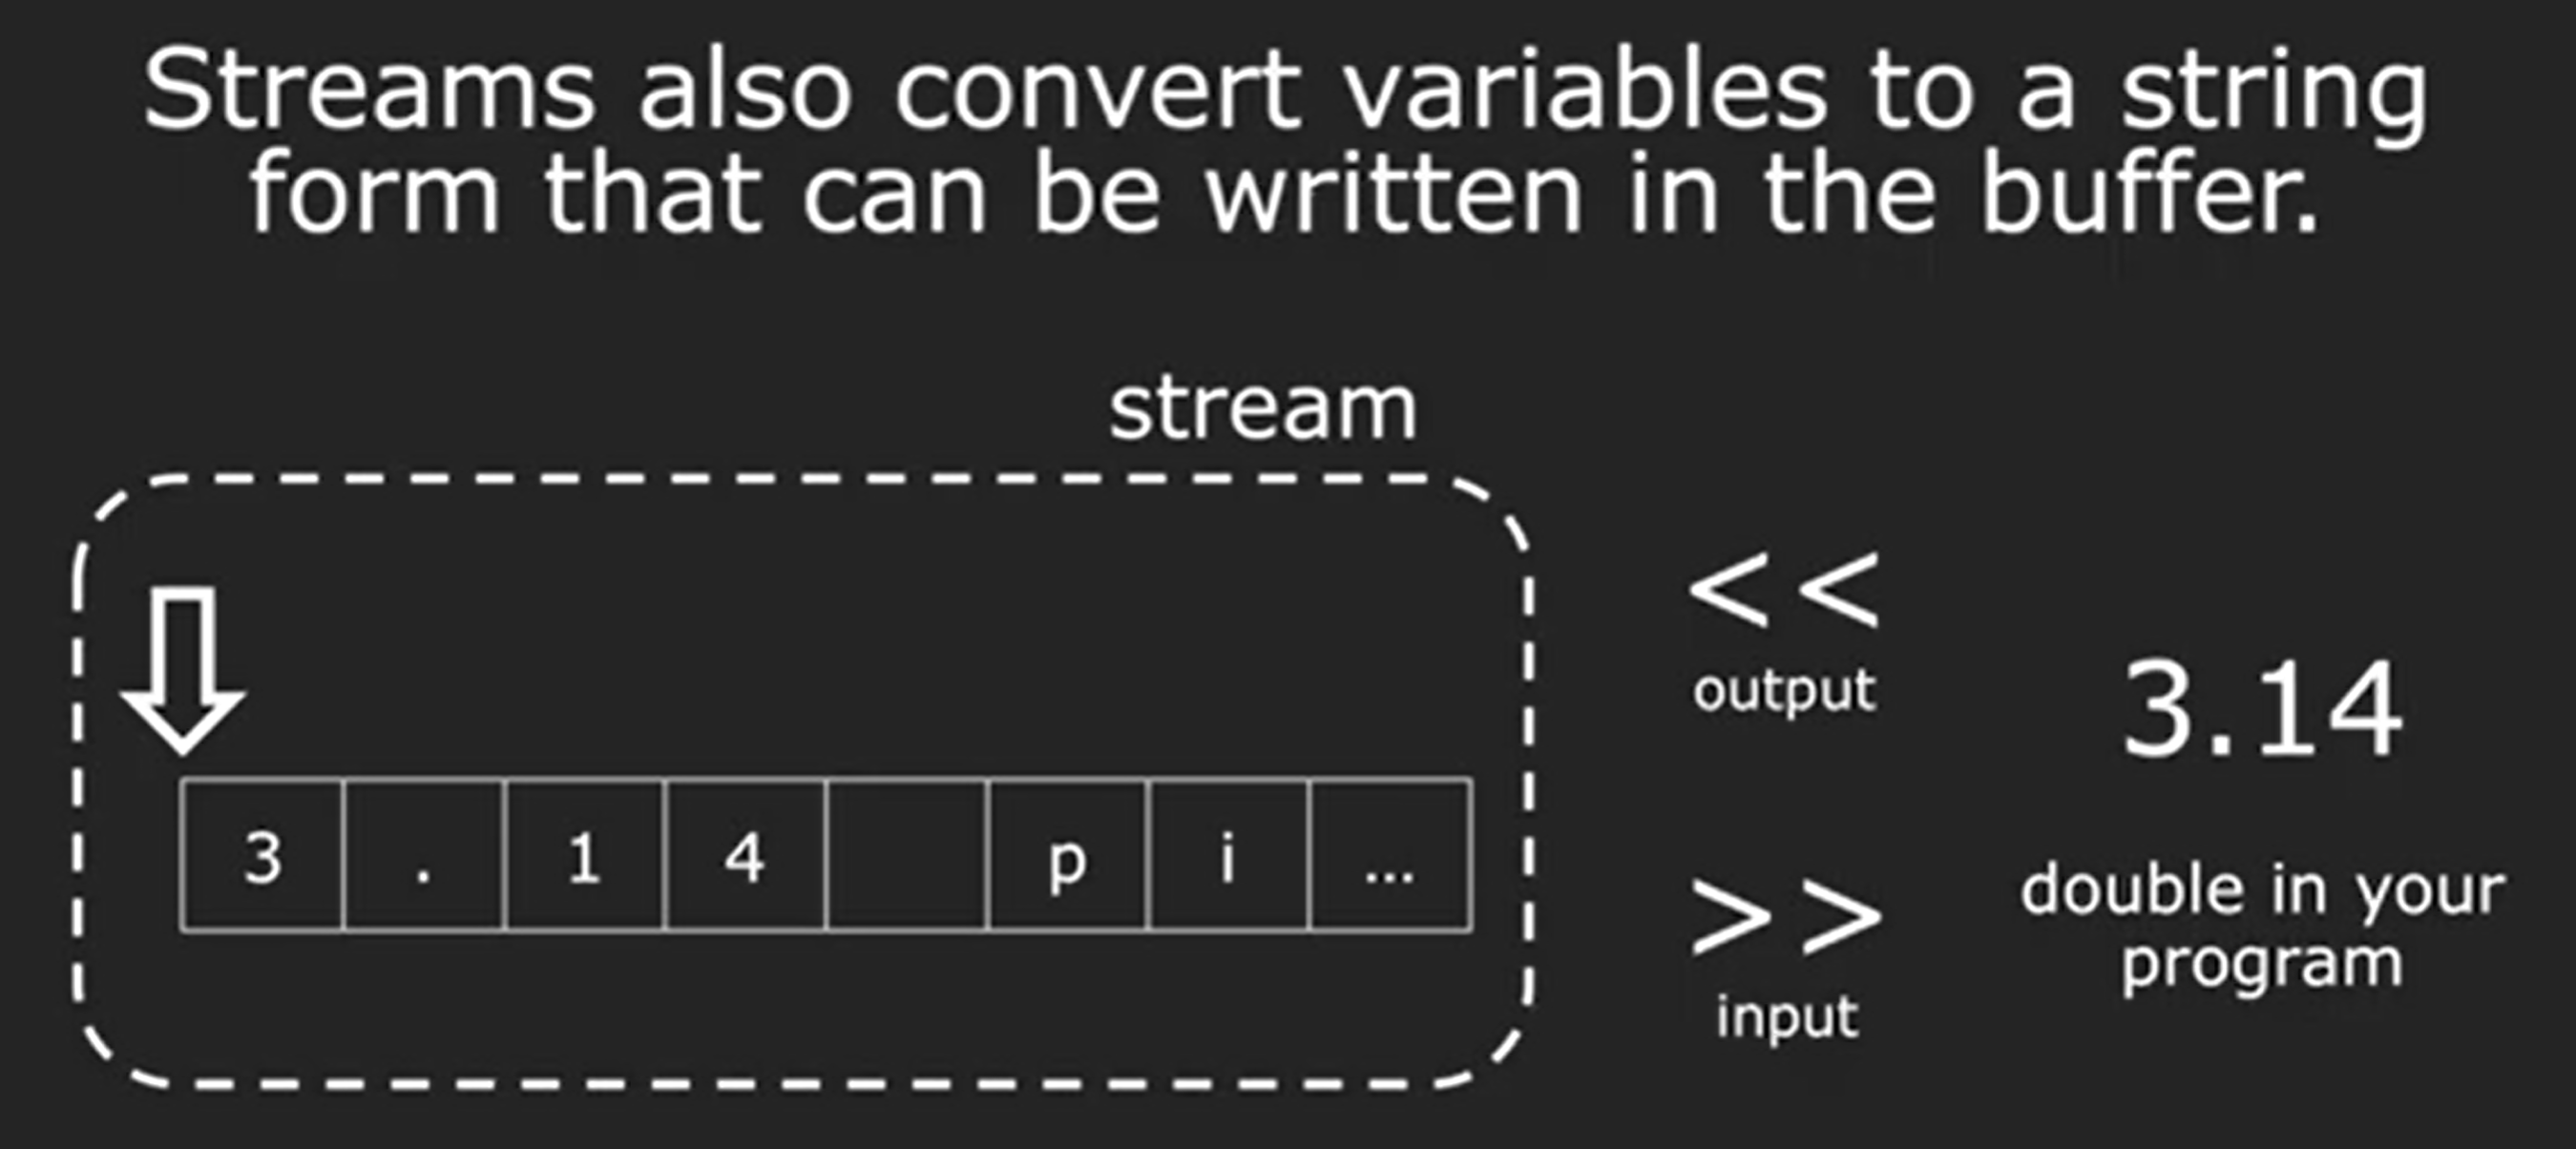 Streams also convert variables to a string
form that can be written in the buffer.
stream
<<
output
3.14
3 . 1 4 p i ...
>>
double in your
program
input